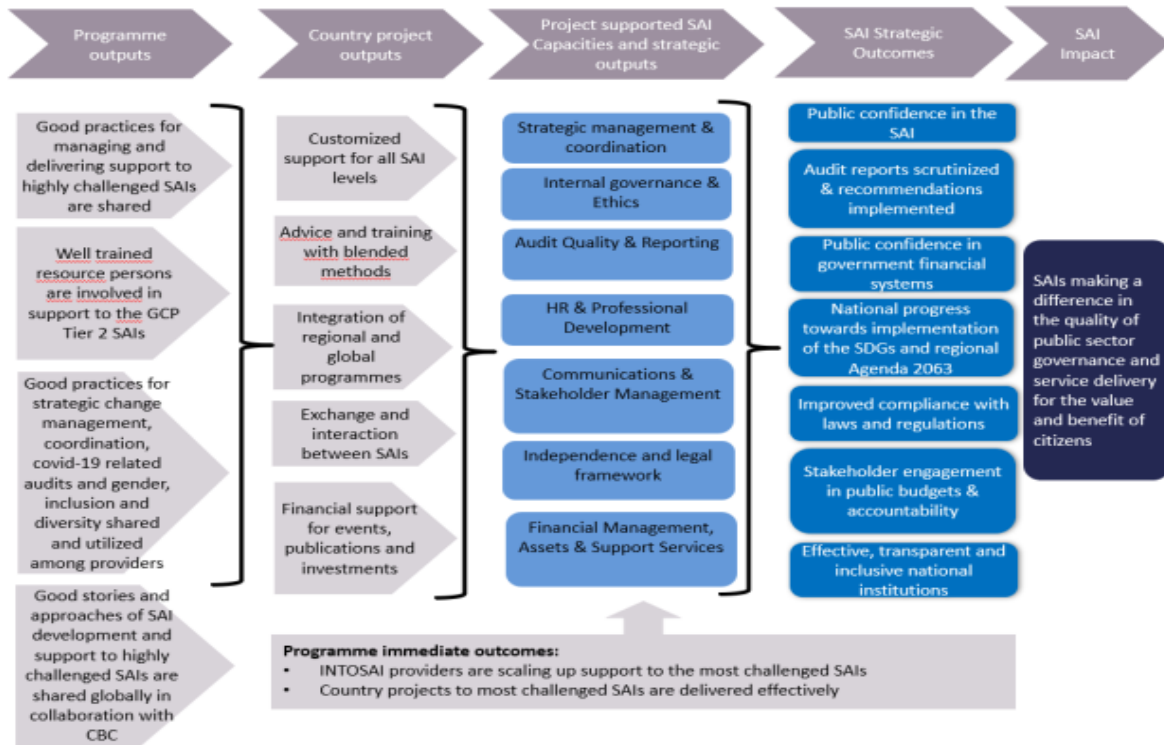 Programme
outputs
Country project
outputs
Project supported SAI
Capacities and strategic
outputs
SAI Strategic
Outcomes
SAI
Impact
Good practices for
managing and
delivering support to
highly challenged SAIs
are shared
Well trained
resource persons
are involved in
support to the GCP
Tier 2 SAIs
Good practices for
strategic change
management,
coordination,
covid-19 related
audits and gender,
inclusion and
diversity shared
and utilized
among providers
Good stories and
approaches of SAI
development and
support to highly
challenged SAIs are
shared globally in
collaboration with
CBC
Customized
support for all SAI
levels
Advice and training
with blended
methods
Integration of
regional and
global
programmes
Exchange and
interaction
between SAIs
Financial support
for events,
publications and
investments
Strategic management &
coordination
Internal governance &
Ethics
Audit Quality & Reporting
HR & Professional
Development
Communications &
Stakeholder Management
Independence and legal
framework
Financial Management,
Assets & Support Services
Public confidence in the
SAI
Audit reports scrutinized
& recommendations
implemented
Public confidence in
government financial
systems
National progress
towards implementation
of the SDGs and regional
Agenda 2063
Improved compliance with
laws and regulations
Stakeholder engagement
in public budgets &
accountability
Effective, transparent and
inclusive national
institutions
SAIs making a
difference in
the quality of
public sector
governance and
service delivery
for the value
and benefit of
citizens
Programme immediate outcomes:
• INTOSAI providers are scaling up support to the most challenged SAIs
• Country projects to most challenged SAIs are delivered effectively